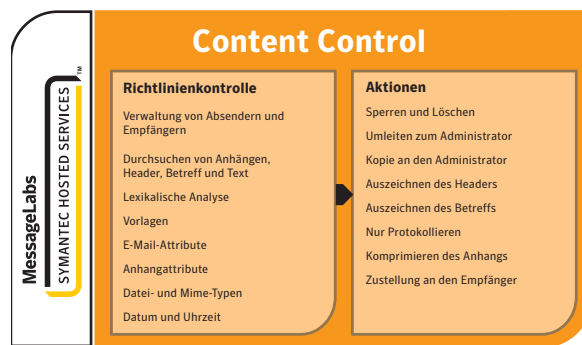 MessageLabs
SYMANTEC HOSTED SERVICES ™
Content Control
Richtlinienkontrolle
Verwaltung von Absendern und
Empfängern
Durchsuchen von Anhängen,
Header, Betreff und Text
Lexikalische Analyse
Vorlagen
E-Mail-Attribute
Anhangattribute
Datei- und Mime-Typen
Datum und Uhrzeit
Aktionen
Sperren und Löschen
Umleiten zum Administrator
Kopie an den Administrator
Auszeichnen des Headers
Auszeichnen des Betreffs
Nur Protokollieren
Komprimieren des Anhangs
Zustellung an den Empfänger